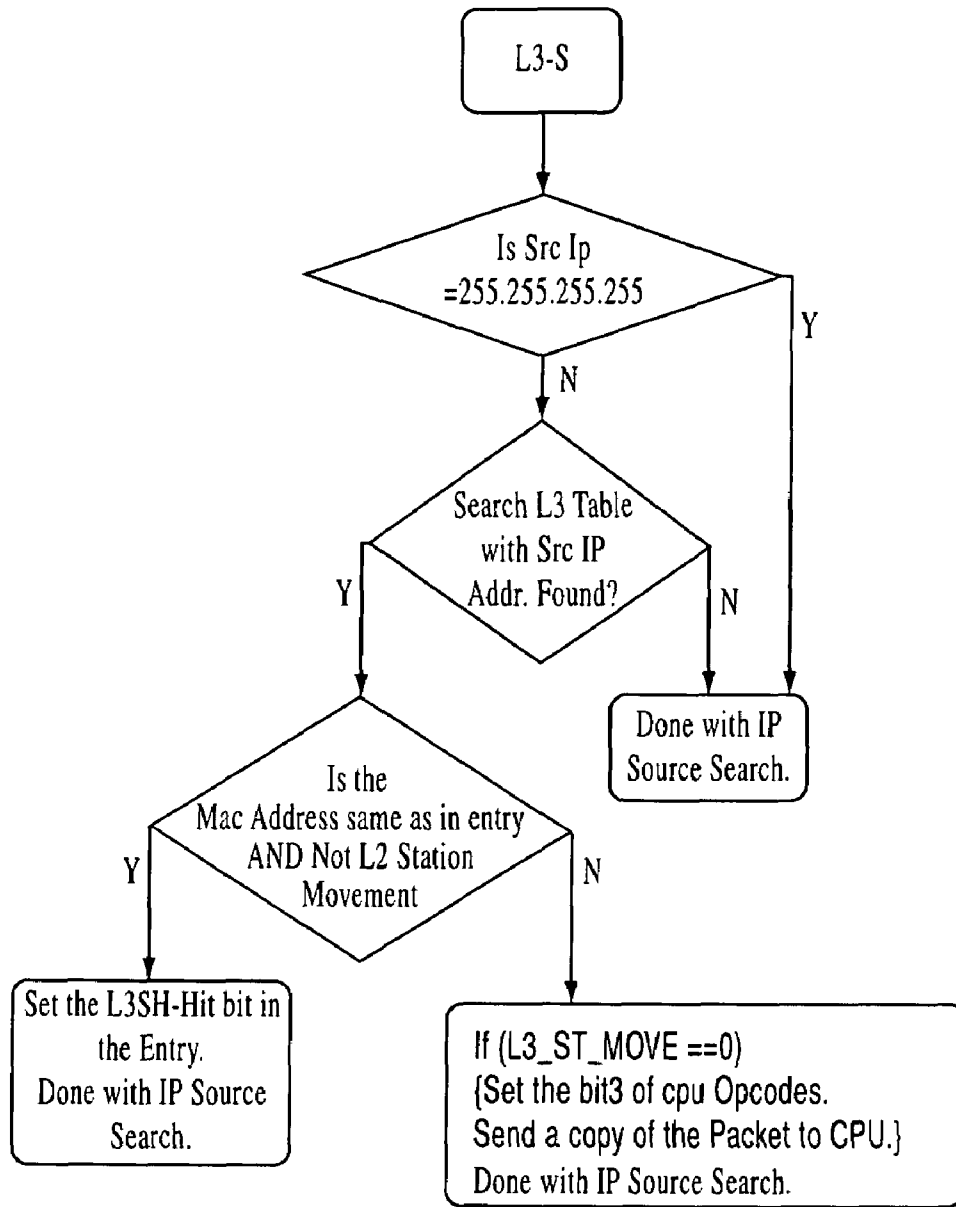 L3-S
Is Src Ip
=255.255.255.255
Y
N
Search L3 Table
with Src IP
Addr. Found?
Y
N
Done with IP
Source Search.
Is the
Mac Address same as in entry
AND Not L2 Station
Movement
Y
N
Set the L3SH-Hit bit in
the Entry.
Done with IP Source
Search.
If (L3_ST_MOVE ==0)
{Set the bit3 of cpu Opcodes.
Send a copy of the Packet to CPU.}
Done with IP Source Search.